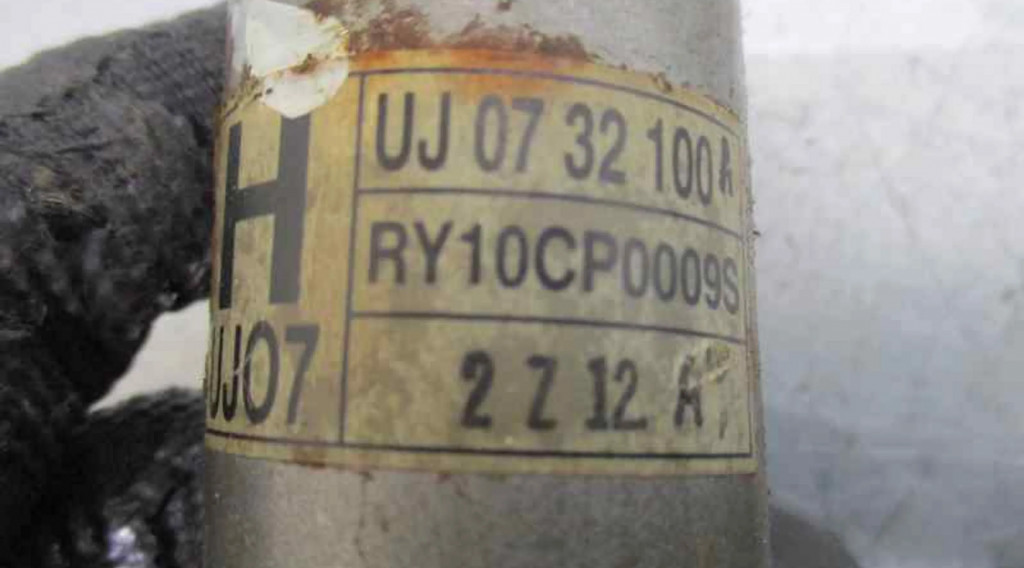 H
UJ07
UJ 07 32 100A
RY10CP0009S
2 Z 12 A